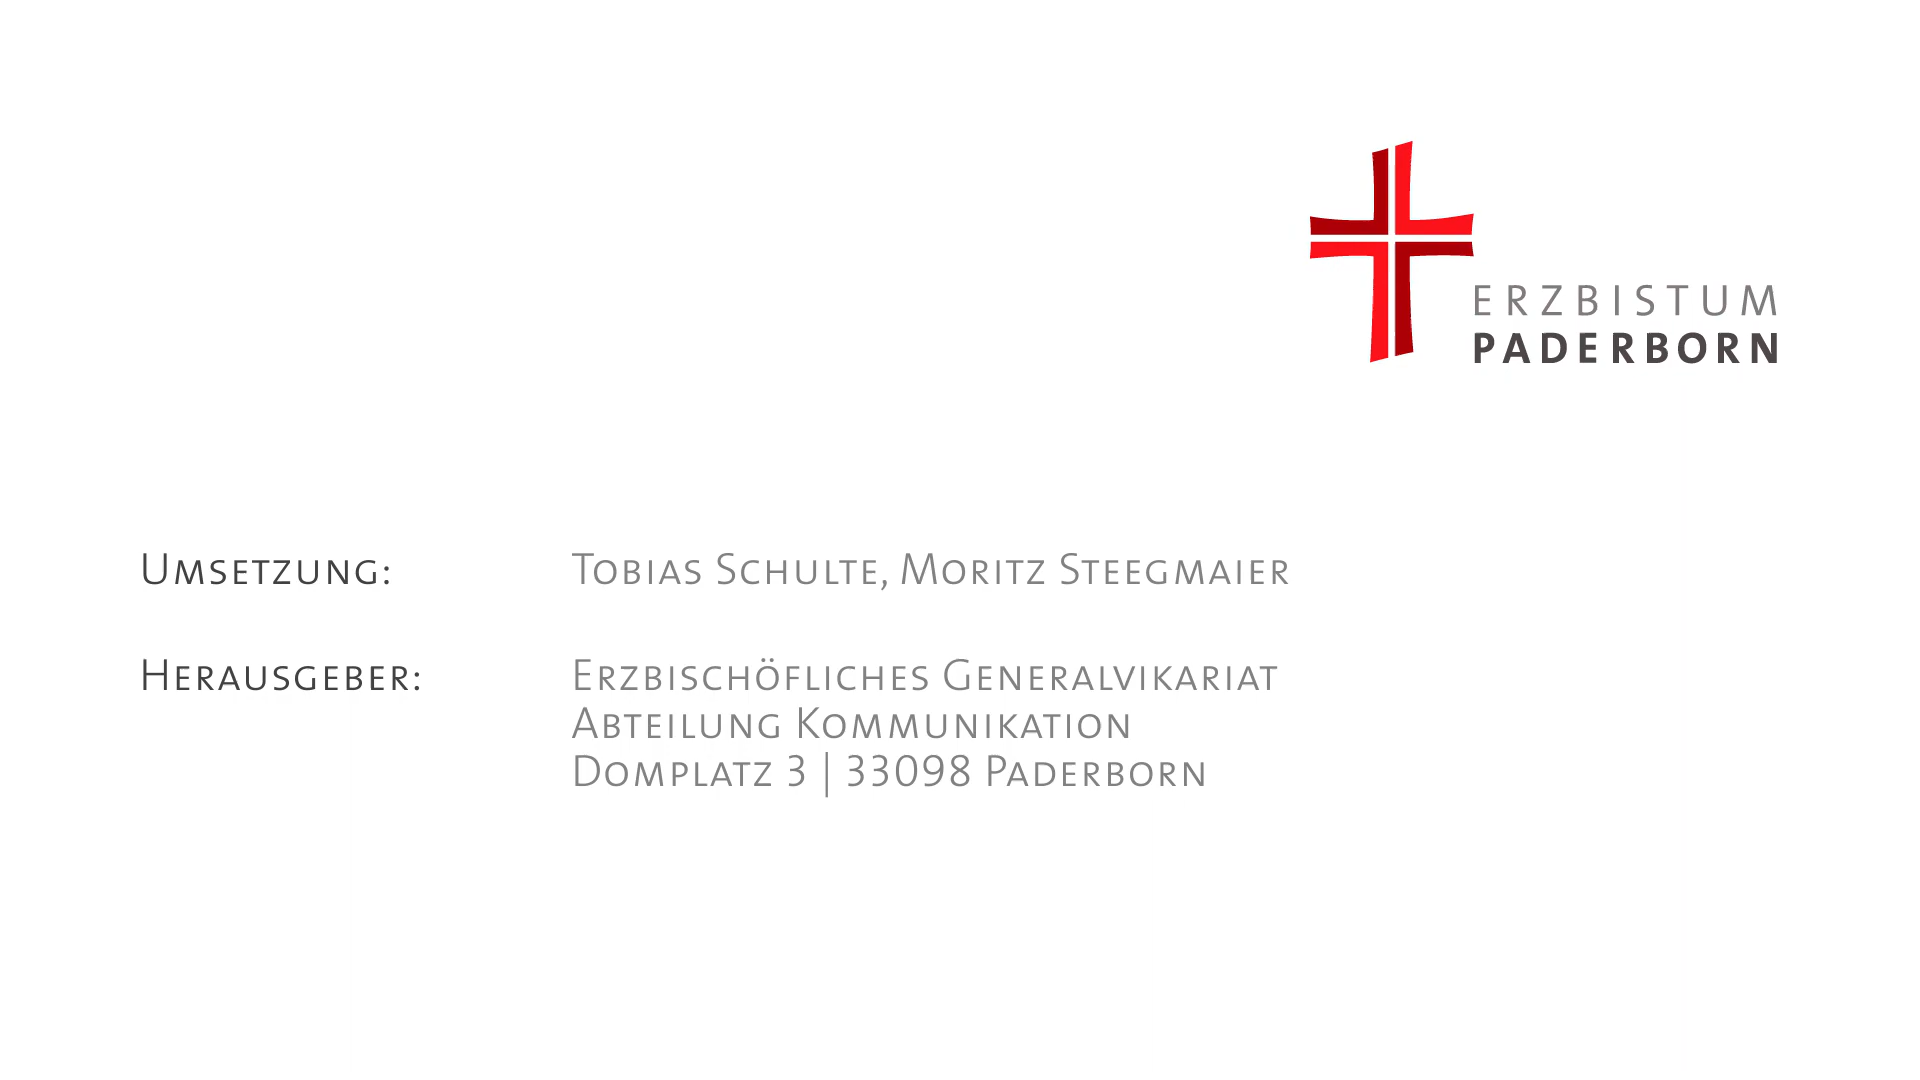 ERZBISTUM
PADERBORN
Umsetzung: Tobias Schulte, Moritz Steegmaier
Herausgeber: Erzbischöfliches Generalvikariat
Abteilung Kommunikation
Domplatz 3 | 33098 Paderborn